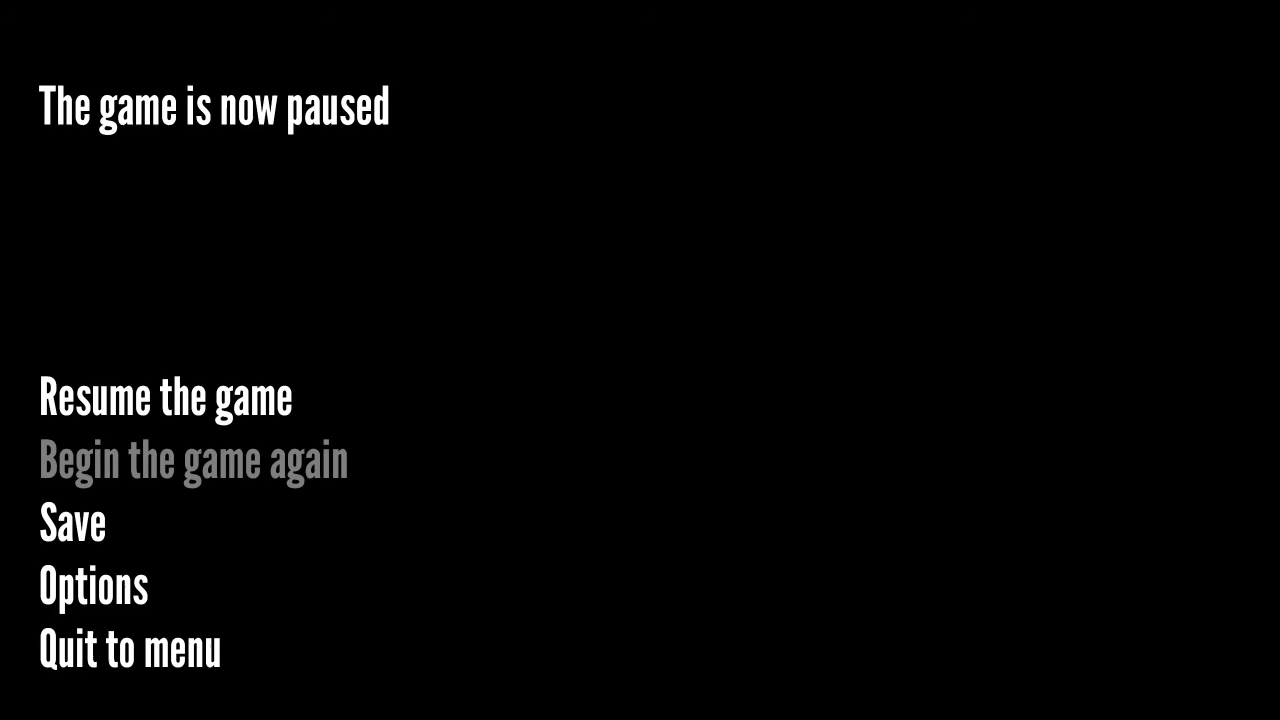 The game is now paused
Resume the game
Begin the game again
Save
Options
Quit to menu